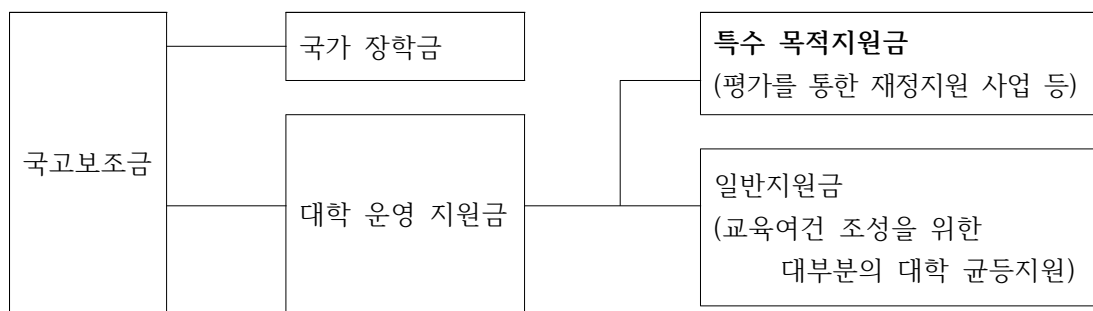 국고보조금
국가 장학금
대학 운영 지원금
특수 목적지원금
(평가를 통한 재정지원 사업 등)
일반지원금
(교육여건 조성을 위한
대부분의 대학 균등지원)